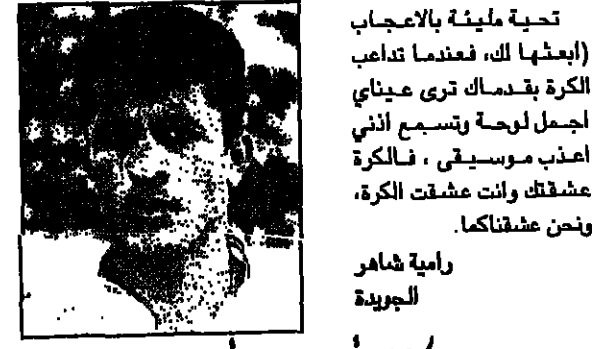 تحية مليئة بالاعجاب
(ابعثها لك، فعندما تداعب
الكرة بقدماك ترى عيناي
اجمل لوحة وتسمع اذني
اعذب موسيقى ، فالكرة
عشقتك وانت عشقت الكرة،
ونحن عشقناكما.
رامية شاهر
الجويدة